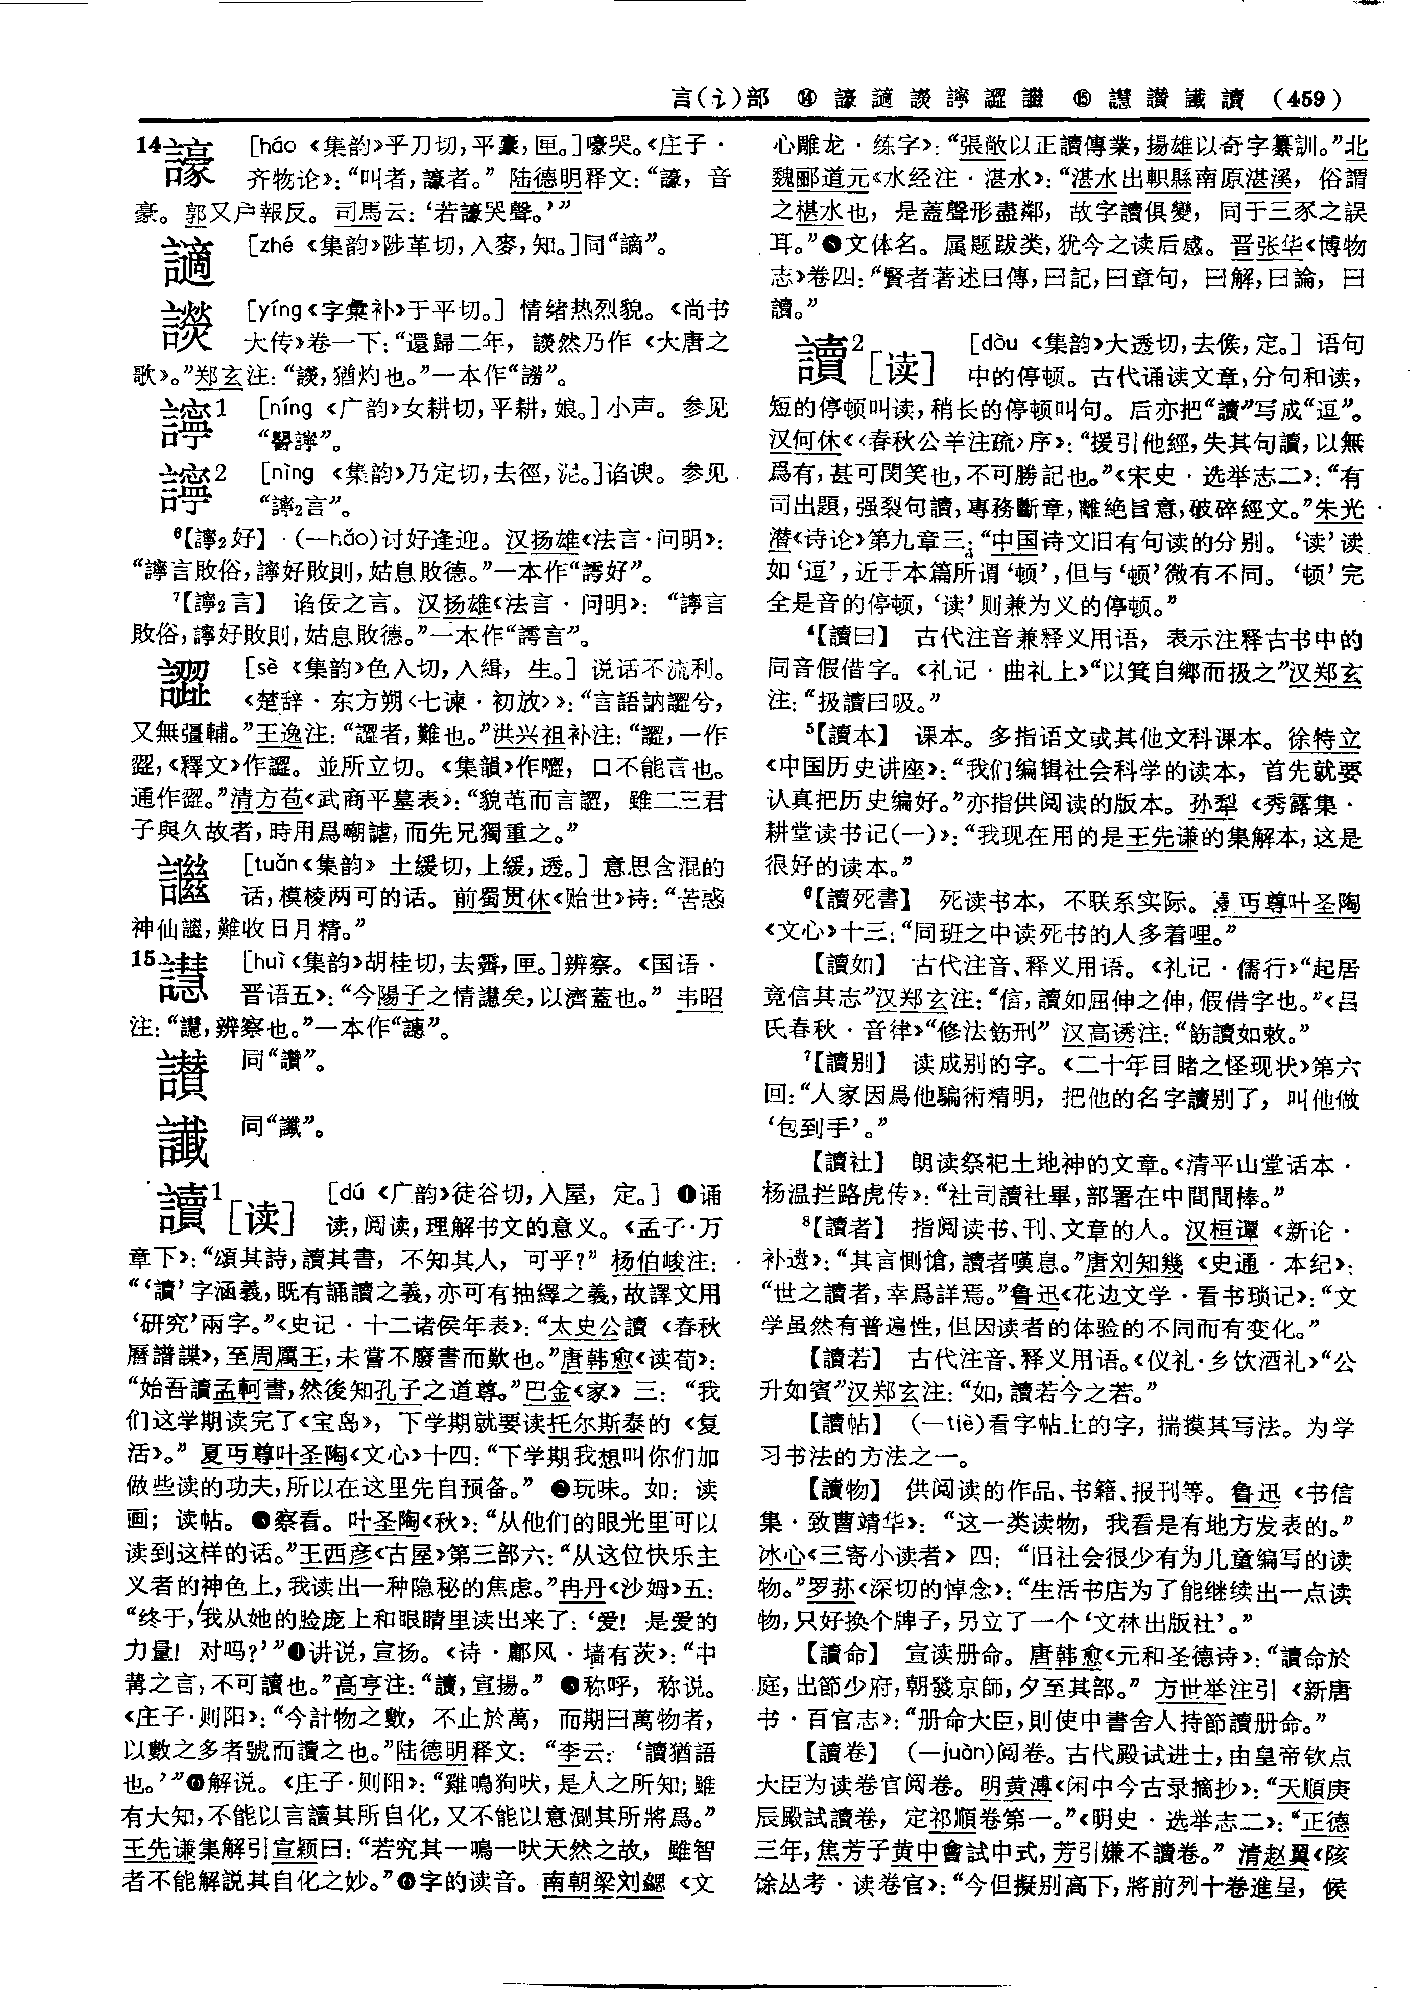 言(讠)部 ⑭ 譹 謫 謍 譨 譅 ⑮ 譿 讃 讀 (459)
14譹 [háo 《集韵》乎刀切，平豪，匣。]嚎哭。《庄子·
齐物论》：“叫者，譹者。” 陆德明释文：“譹，音
豪。郭又户報反。司馬云：‘若譹哭聲。’”
[zhé 《集韵》陟革切，入麥，知。]同“謫”。
[yíng《字彙补》于平切。] 情绪热烈貌。《尚书
大传》卷一下：“還歸二年，然乃作 《大唐之
歌》。”郑玄注：“，猶灼也。”一本作“”。
[níng 《广韵》女耕切，平耕，娘。]小声。参见
[nìng 《集韵》乃定切，去徑，泥。]谄谀。参见
“₂言”。
⁶【₂好】 (—hǎo)讨好逢迎。汉扬雄《法言·问明》：
“言敗俗，好敗則，姑息敗德。”一本作“好”。
⁷【₂言】 谄佞之言。汉扬雄《法言·问明》：“言
敗俗，好敗則，姑息敗德。”一本作“言”。
譅 [sè 《集韵》色入切，入緝，生。] 说话不流利。
《楚辞·东方朔〈七谏·初放〉》：“言語訥譅兮，
又無彊輔。”王逸注：“譅者，難也。”洪兴祖补注：“譅，一作
，《釋文》作。並所立切。《集韻》作，口不能言也。
通作。”清方苞《武商平墓表》：“貌芚而言譅，雖二三君
子與久故者，時用爲嘲謔，而先兄獨重之。”
[tuǎn《集韵》 土緩切，上緩，透。] 意思含混的
话，模棱两可的话。前蜀贯休《贻世》诗：“苦惑
神仙，難收日月精。”
15譿 [huì《集韵》胡桂切，去霽，匣。]辨察。《国语·
晋语五》：“今陽子之情譿矣，以濟蓋也。” 韦昭
注：“譿，辨察也。”一本作“譓”。
讃 同“讚”。
同“讖”。
讀¹[读] [dú 《广韵》徒谷切，入屋，定。] ❶诵
读，阅读，理解书文的意义。《孟子·万
章下》：“頌其詩，讀其書，不知其人，可乎？” 杨伯峻注：
“‘讀’字涵義，既有誦讀之義，亦可有抽繹之義，故譯文用
‘研究’兩字。”《史记·十二诸侯年表》：“太史公讀 《春秋
曆譜諜》，至周厲王，未嘗不廢書而歎也。”唐韩愈《读荀》：
“始吾讀孟軻書，然後知孔子之道尊。”巴金《家》 三：“我
们这学期读完了《宝岛》，下学期就要读托尔斯泰的 《复
活》。” 夏丏尊叶圣陶《文心》十四：“下学期我想叫你们加
做些读的功夫，所以在这里先自预备。” ❷玩味。如：读
画；读帖。❸察看。叶圣陶《秋》：“从他们的眼光里可以
读到这样的话。”王西彦《古屋》第三部六：“从这位快乐主
义者的神色上，我读出一种隐秘的焦虑。”冉丹《沙姆》五：
“终于，我从她的脸庞上和眼睛里读出来了：‘爱！是爱的
力量！对吗？’”❹讲说，宣扬。《诗·鄘风·墙有茨》：“中
冓之言，不可讀也。”高亨注：“讀，宣揚。” ❺称呼，称说。
《庄子·则阳》：“今計物之數，不止於萬，而期曰萬物者，
以數之多者號而讀之也。”陆德明释文：“李云：‘讀猶語
也。’”❻解说。《庄子·则阳》：“雞鳴狗吠，是人之所知；雖
有大知，不能以言讀其所自化，又不能以意測其所將爲。”
王先谦集解引宣颖曰：“若究其一鳴一吠天然之故，雖智
者不能解説其自化之妙。”❼字的读音。南朝梁刘勰 《文
心雕龙·练字》：“張敞以正讀傳業，揚雄以奇字纂訓。”北
魏郦道元《水经注·湛水》：“湛水出軹縣南原湛溪，俗謂
之椹水也，是蓋聲形盡鄰，故字讀俱變，同于三豕之誤
耳。”❽文体名。属题跋类，犹今之读后感。晋张华《博物
志》卷四：“賢者著述曰傳，曰記，曰章句，曰解，曰論，曰
讀。”
讀²[读] [dòu 《集韵》大透切，去候，定。] 语句
中的停顿。古代诵读文章，分句和读，
短的停顿叫读，稍长的停顿叫句。后亦把“讀”写成“逗”。
汉何休《〈春秋公羊注疏〉序》：“援引他經，失其句讀，以無
爲有，甚可閔笑也，不可勝記也。”《宋史·选举志二》：“有
司出題，强裂句讀，專務斷章，離絶旨意，破碎經文。”朱光
潜《诗论》第九章三：“中国诗文旧有句读的分别。‘读’读
如‘逗’，近于本篇所谓‘顿’，但与‘顿’微有不同。‘顿’完
全是音的停顿，‘读’则兼为义的停顿。”
⁴【讀曰】 古代注音兼释义用语，表示注释古书中的
同音假借字。《礼记·曲礼上》“以箕自鄉而扱之”汉郑玄
注：“扱讀曰吸。”
⁵【讀本】 课本。多指语文或其他文科课本。徐特立
《中国历史讲座》：“我们编辑社会科学的读本，首先就要
认真把历史编好。”亦指供阅读的版本。孙犁 《秀露集·
耕堂读书记(一)》：“我现在用的是王先谦的集解本，这是
很好的读本。”
⁶【讀死書】 死读书本，不联系实际。夏丏尊叶圣陶
《文心》十三：“同班之中读死书的人多着哩。”
【讀如】 古代注音、释义用语。《礼记·儒行》“起居
竟信其志”汉郑玄注：“信，讀如屈伸之伸，假借字也。”《吕
氏春秋·音律》“修法飭刑” 汉高诱注：“飭讀如敕。”
⁷【讀别】 读成别的字。《二十年目睹之怪现状》第六
回：“人家因爲他騙術精明，把他的名字讀别了，叫他做
‘包到手’。”
【讀社】 朗读祭祀土地神的文章。《清平山堂话本·
杨温拦路虎传》：“社司讀社畢，部署在中間間棒。”
⁸【讀者】 指阅读书、刊、文章的人。汉桓谭 《新论·
补遗》：“其言惻愴，讀者嘆息。”唐刘知幾 《史通·本纪》：
“世之讀者，幸爲詳焉。”鲁迅《花边文学·看书琐记》：“文
学虽然有普遍性，但因读者的体验的不同而有变化。”
【讀若】 古代注音、释义用语。《仪礼·乡饮酒礼》“公
升如賓”汉郑玄注：“如，讀若今之若。”
【讀帖】 (—tiè)看字帖上的字，揣摸其写法。为学
习书法的方法之一。
【讀物】 供阅读的作品、书籍、报刊等。鲁迅 《书信
集·致曹靖华》：“这一类读物，我看是有地方发表的。”
冰心《三寄小读者》 四：“旧社会很少有为儿童编写的读
物。”罗荪《深切的悼念》：“生活书店为了能继续出一点读
物，只好换个牌子，另立了一个‘文林出版社’。”
【讀命】 宣读册命。唐韩愈《元和圣德诗》：“讀命於
庭，出節少府，朝發京師，夕至其部。” 方世举注引 《新唐
书·百官志》：“册命大臣，則使中書舍人持節讀册命。”
【讀卷】 (—juàn)阅卷。古代殿试进士，由皇帝钦点
大臣为读卷官阅卷。明黄溥《闲中今古录摘抄》：“天順庚
辰殿試讀卷，定祁順卷第一。”《明史·选举志二》：“正德
三年，焦芳子黄中會試中式，芳引嫌不讀卷。” 清赵翼《陔
馀丛考·读卷官》：“今但擬别高下，將前列十卷進呈，候